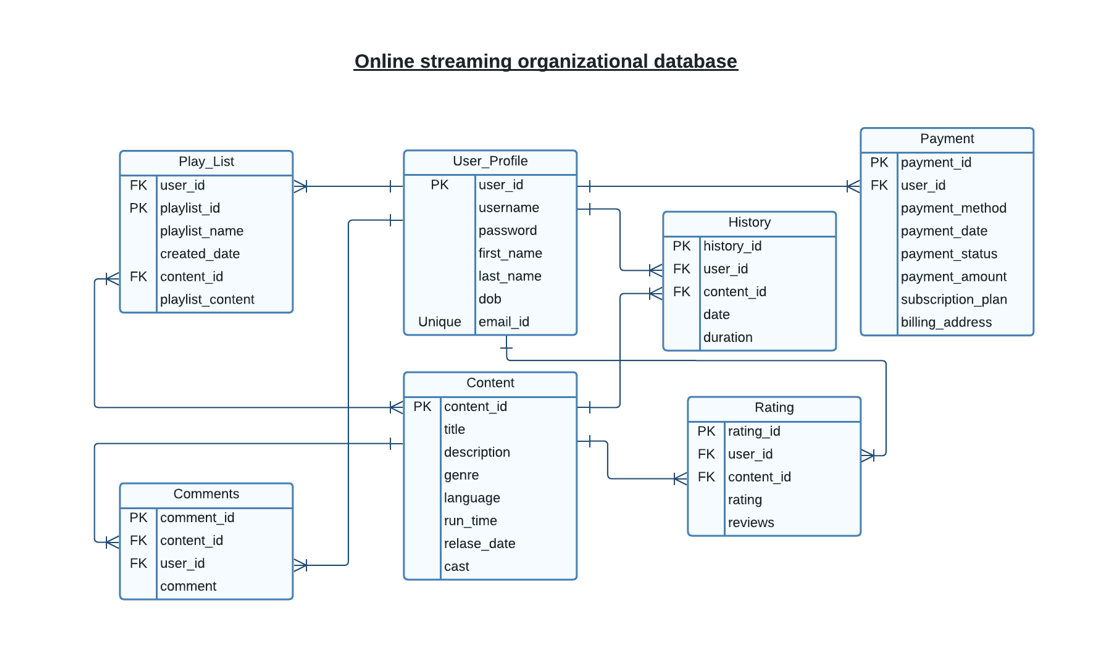 Online streaming organizational database
Play_List
FK user_id
PK playlist_id
playlist_name
created_date
FK content_id
playlist_content
User_Profile
PK user_id
username
password
first_name
last_name
dob
Unique email_id
Payment
PK payment_id
FK user_id
payment_method
payment_date
payment_status
payment_amount
subscription_plan
billing_address
History
PK history_id
FK user_id
FK content_id
date
duration
Content
PK content_id
title
description
genre
language
run_time
relase_date
cast
Rating
PK rating_id
FK user_id
FK content_id
rating
reviews
Comments
PK comment_id
FK content_id
FK user_id
comment